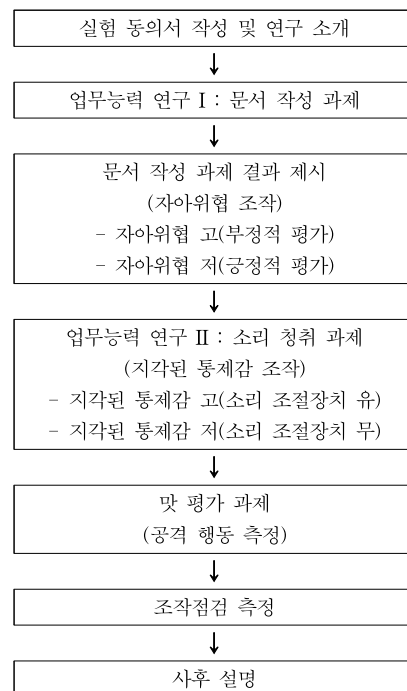 실험 동의서 작성 및 연구 소개
업무능력 연구 I : 문서 작성 과제
문서 작성 과제 결과 제시
(자아위협 조작)
- 자아위협 고(부정적 평가)
- 자아위협 저(긍정적 평가)
업무능력 연구 II : 소리 청취 과제
(지각된 통제감 조작)
- 지각된 통제감 고(소리 조절장치 유)
- 지각된 통제감 저(소리 조절장치 무)
맛 평가 과제
(공격 행동 측정)
조작점검 측정
사후 설명